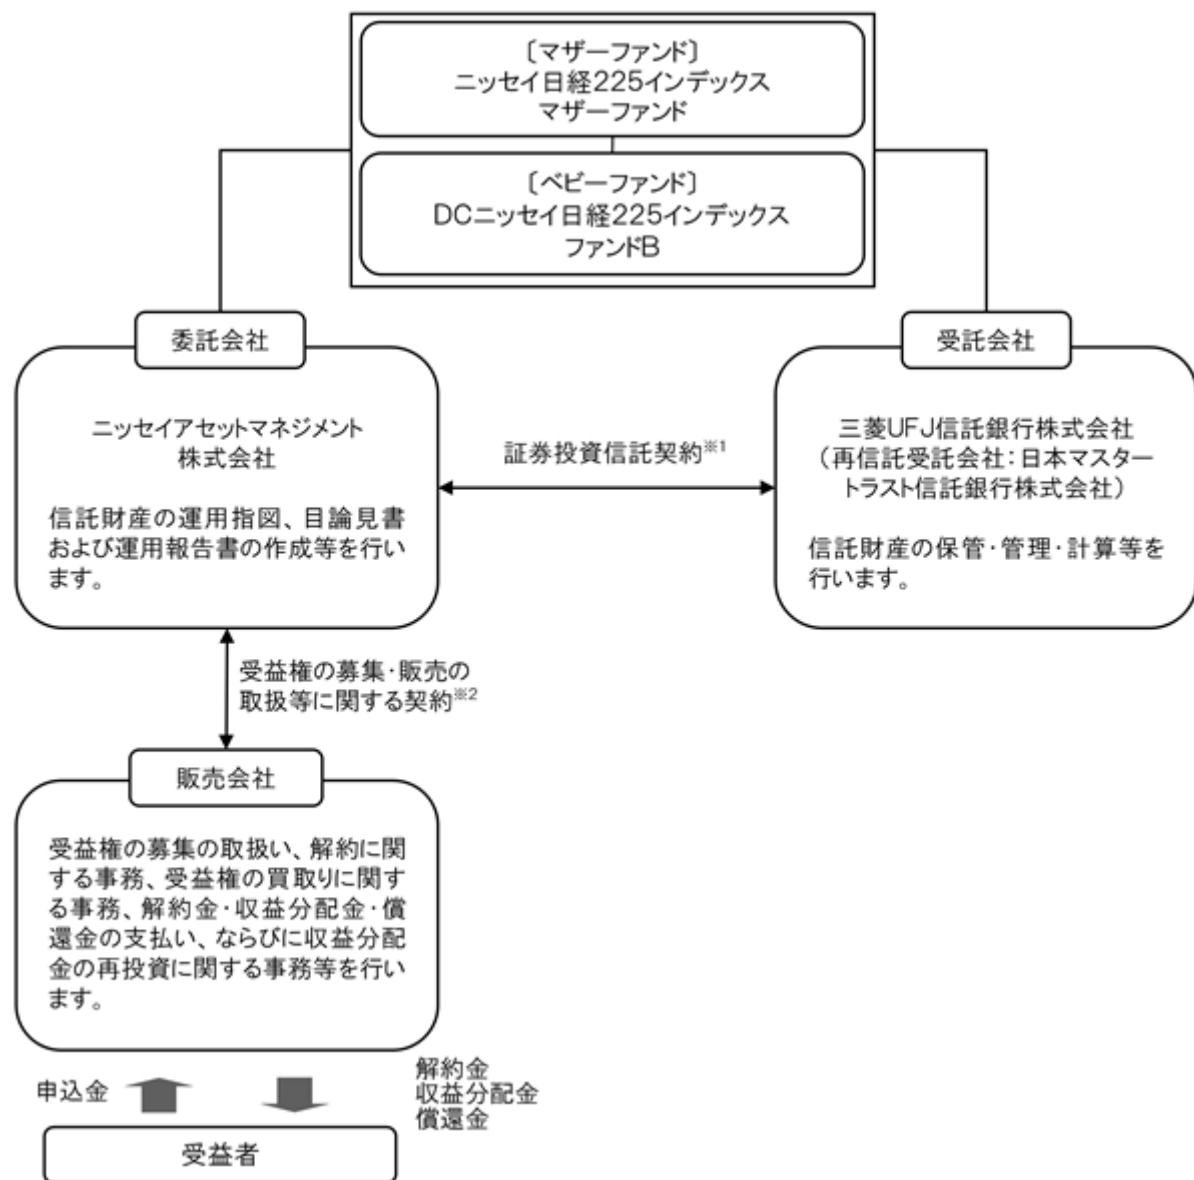 〔マザーファンド〕
ニッセイ日経225インデックス
マザーファンド
〔ベビーファンド〕
DCニッセイ日経225インデックス
ファンドB
委託会社
ニッセイアセットマネジメント
株式会社
信託財産の運用指図、目論見書
および運用報告書の作成等を行い
ます。
証券投資信託契約※1
受託会社
三菱UFJ信託銀行株式会社
（再信託受託会社：日本マスター
トラスト信託銀行株式会社）
信託財産の保管・管理・計算等を
行います。
受益権の募集・販売の
取扱等に関する契約※2
販売会社
受益権の募集の取扱い、解約に関
する事務、受益権の買取りに関す
る事務、解約金・収益分配金・償
還金の支払い、ならびに収益分配
金の再投資に関する事務等を行い
ます。
申込金
解約金
収益分配金
償還金
受益者